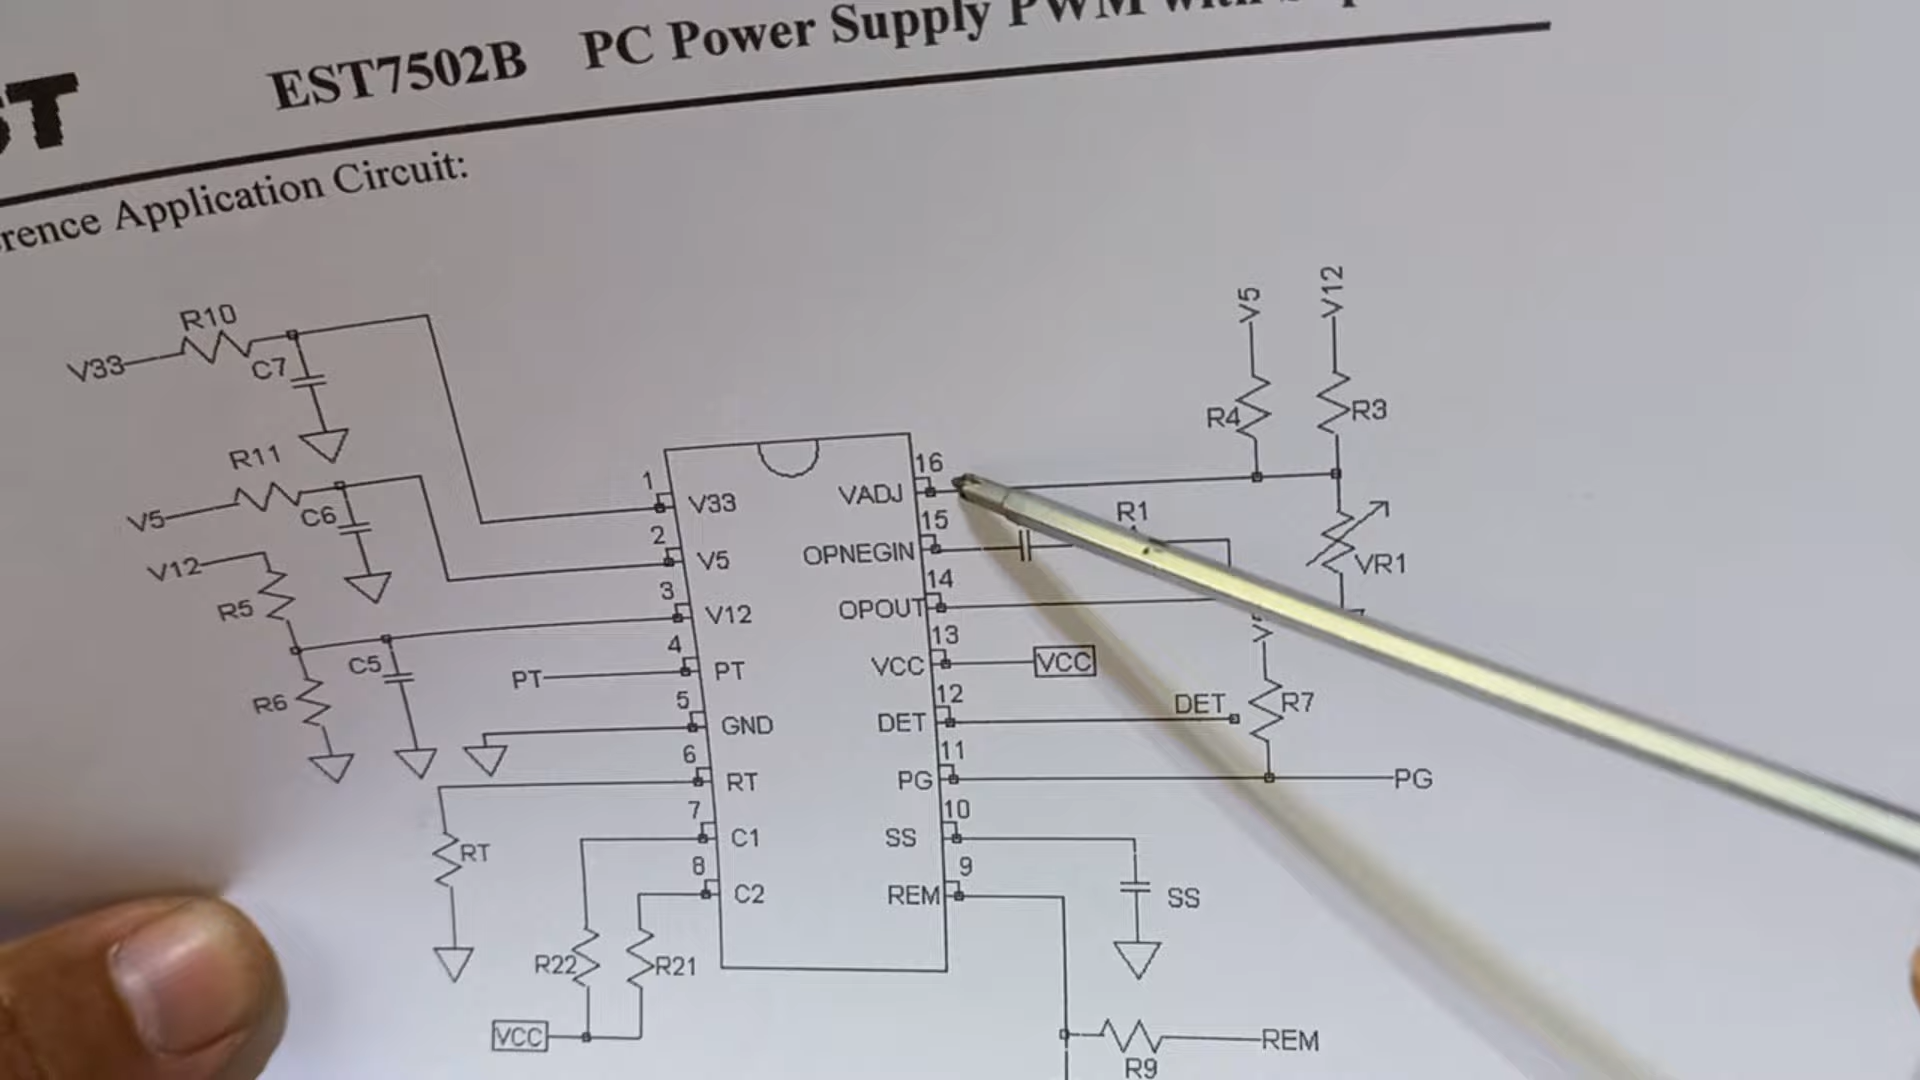 ST
EST7502B PC Power Supply PWM with
Application Circuit:
R10
V33
C7
R11
V5
C6
V12
R5
C5
R6
1 V33
2 V5
3 V12
PT
4 PT
5 GND
6 RT
RT
7 C1
8 C2
R22
R21
VCC
V5
V12
R4
R3
VR1
16 VADJ
15 OPNEGIN
R1
14 OPOUT
13 VCC
VCC
12 DET
DET
R7
11 PG
PG
10 SS
SS
9 REM
REM
R9